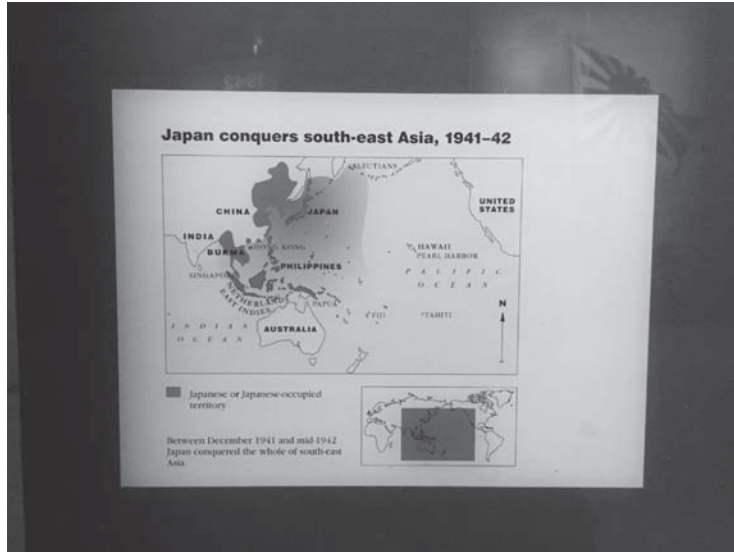 Japan conquers south-east Asia, 1941–42
ALEUTIANS
UNITED
STATES
CHINA
JAPAN
INDIA
HONG KONG
BURMA
HAWAII
PEARL HARBOR
PHILIPPINES
SINGAPORE
PACIFIC
OCEAN
NETHERLANDS
EAST INDIES
PAPUA
N
FIJI
TAHITI
INDIAN
OCEAN
AUSTRALIA
Japanese or Japanese-occupied
territory
Between December 1941 and mid-1942
Japan conquered the whole of south-east
Asia.